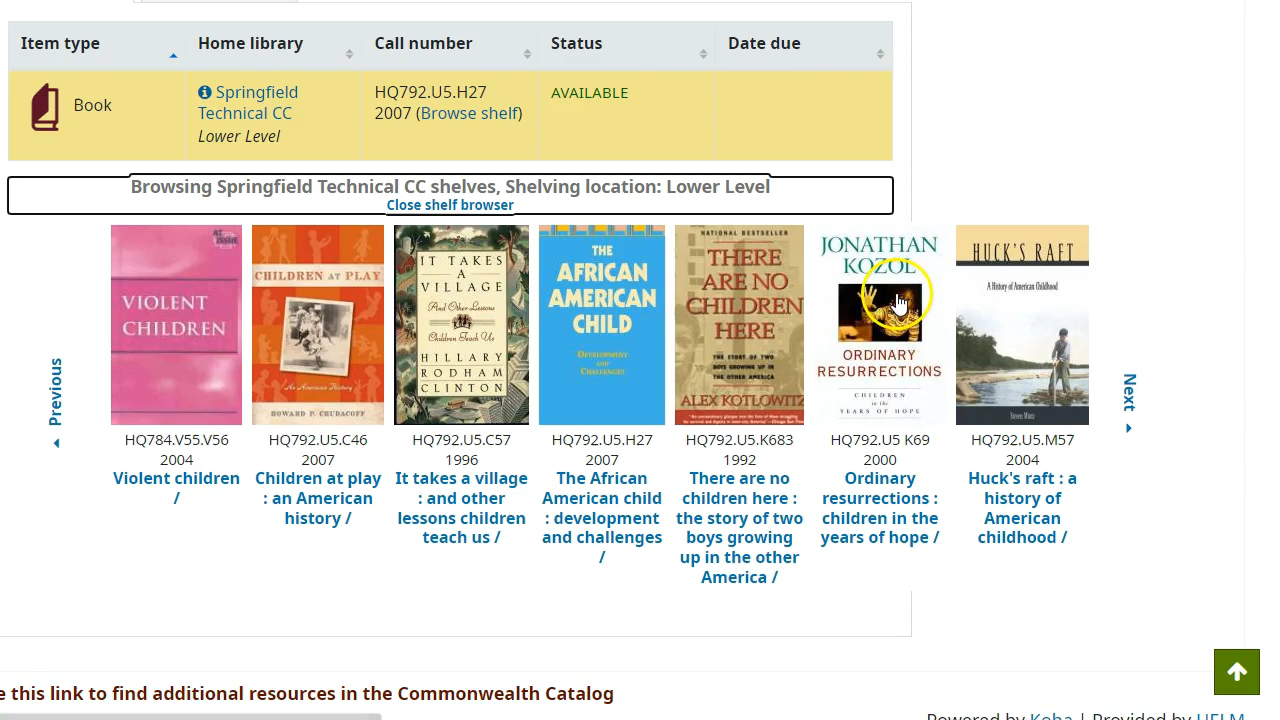 Item type
Home library
Call number
Status
Date due
Book
Springfield
Technical CC
Lower Level
HQ792.U5.H27
2007 (Browse shelf)
AVAILABLE
Browsing Springfield Technical CC shelves, Shelving location: Lower Level
Close shelf browser
Previous
AT
ISSUE
VIOLENT
CHILDREN
HQ784.V55.V56
2004
Violent children
/
CHILDREN AT PLAY
An American History
HOWARD P. CHUDACOFF
HQ792.U5.C46
2007
Children at play
: an American
history /
IT TAKES
A
VILLAGE
And Other Lessons
Children Teach Us
HILLARY
RODHAM
CLINTON
HQ792.U5.C57
1996
It takes a village
: and other
lessons children
teach us /
THE
AFRICAN
AMERICAN
CHILD
DEVELOPMENT
AND
CHALLENGES
HQ792.U5.H27
2007
The African
American child
: development
and challenges
/
NATIONAL BESTSELLER
THERE
ARE NO
CHILDREN
HERE
THE STORY OF TWO
BOYS GROWING UP IN
THE OTHER AMERICA
ALEX KOTLOWITZ
HQ792.U5.K683
1992
There are no
children here :
the story of two
boys growing
up in the other
America /
JONATHAN
KOZOL
ORDINARY
RESURRECTIONS
CHILDREN
in the
YEARS OF HOPE
HQ792.U5 K69
2000
Ordinary
resurrections :
children in the
years of hope /
HUCK'S RAFT
A History of American Childhood
Steven Mintz
HQ792.U5.M57
2004
Huck's raft : a
history of
American
childhood /
Next
e this link to find additional resources in the Commonwealth Catalog
Powered by Koha | Provided by HELM